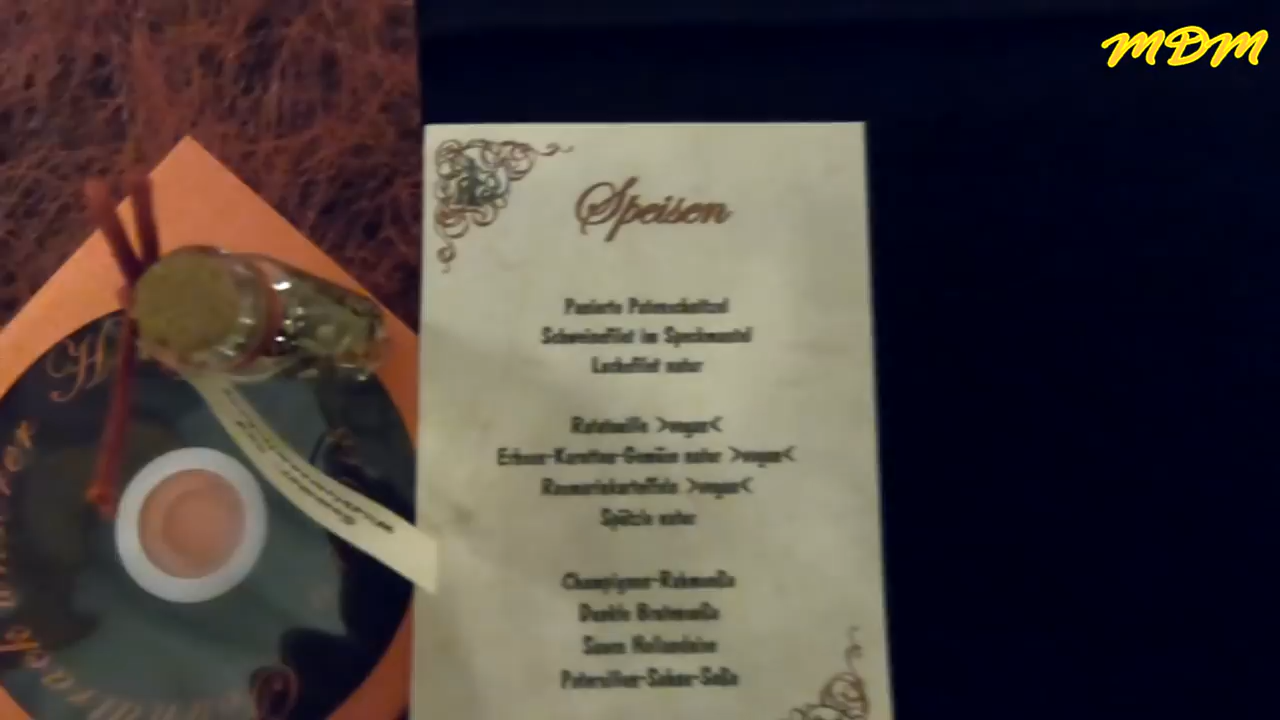 MDM
Speisen
Panierte Putenschnitzel
Schweinefilet im Speckmantel
Lachsfilet natur
Ratatouille >vegan<
Erbsen-Karotten-Gemüse natur >vegan<
Rosmarinkartoffeln >vegan<
Spätzle natur
Champignon-Rahmsoße
Dunkle Bratensoße
Sauce Hollandaise
Petersilien-Sahne-Soße